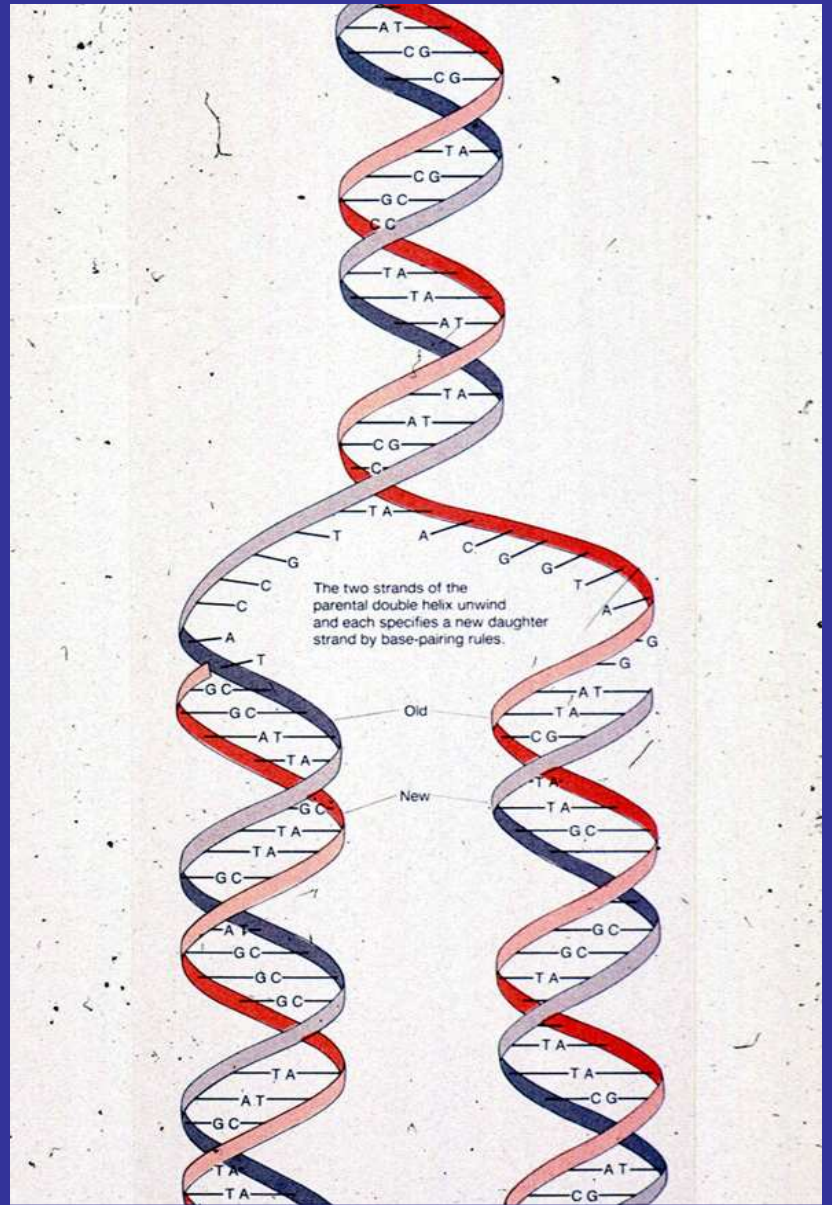 A T
C G
C G
T A
C G
G C
C C
T A
T A
A T
T A
A T
C G
C
T A
T
A
G
C
C
G
C
G
C
T
A
A
T
G
G
The two strands of the
parental double helix unwind
and each specifies a new daughter
strand by base-pairing rules.
G C
G C
A T
T A
Old
A T
T A
C G
New
G C
T A
T A
G C
A T
G C
G C
G C
T A
A T
G C
T A
T A
T A
T A
G C
G C
G C
T A
T A
T A
C G
A T
C G